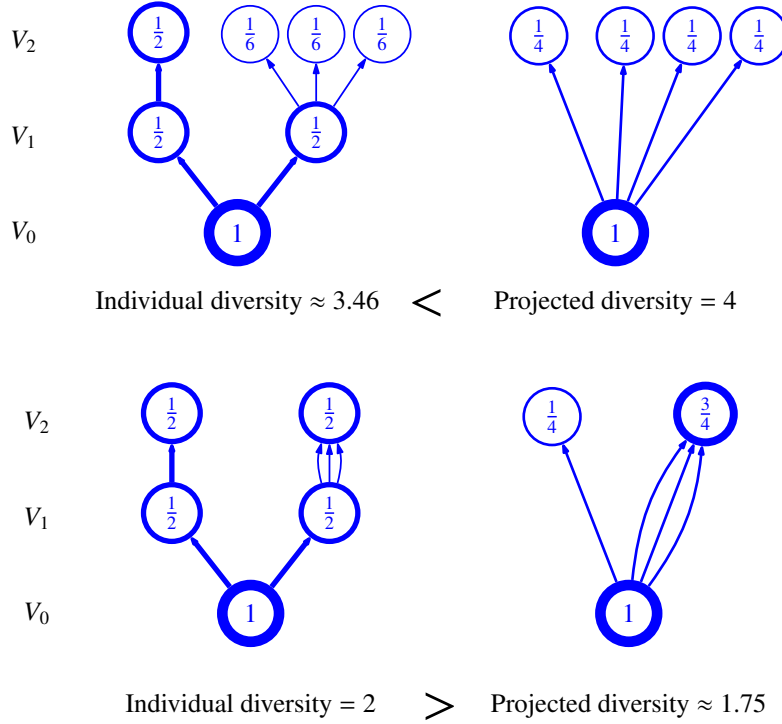 V₂ 1/2 1/6 1/6 1/6 1/4 1/4 1/4 1/4
V₁ 1/2 1/2
V₀ 1 1
Individual diversity ≈ 3.46 < Projected diversity = 4
V₂ 1/2 1/2 1/4 3/4
V₁ 1/2 1/2
V₀ 1 1
Individual diversity = 2 > Projected diversity ≈ 1.75